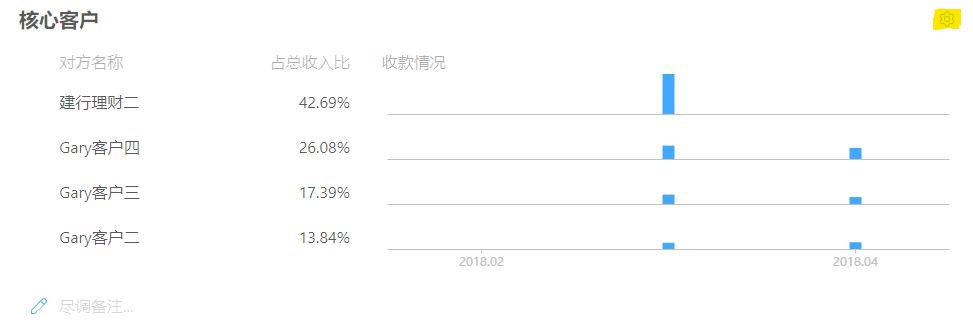 核心客户
对方名称 占总收入比 收款情况
建行理财二 42.69%
Gary客户四 26.08%
Gary客户三 17.39%
Gary客户二 13.84%
2018.02 2018.04
尽调备注...